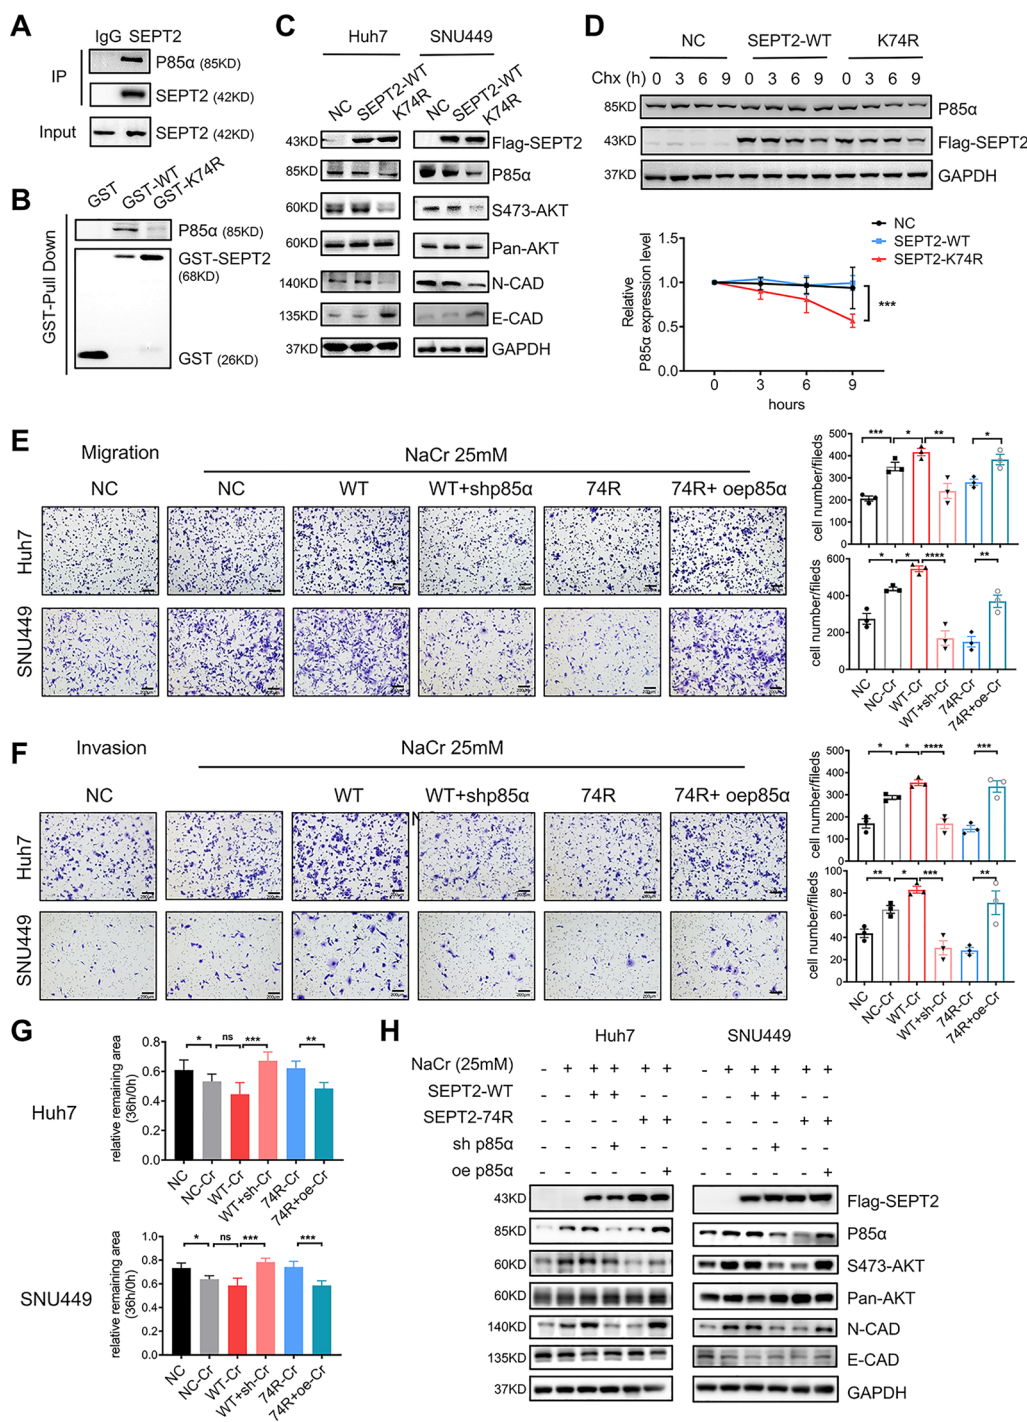 A
IgG SEPT2
IP
P85α (85KD)
SEPT2 (42KD)
Input
SEPT2 (42KD)
B
GST
GST-WT
GST-K74R
GST-Pull Down
P85α (85KD)
GST-SEPT2
(68KD)
GST (26KD)
C
Huh7 SNU449
NC SEPT2-WT K74R NC SEPT2-WT K74R
43KD Flag-SEPT2
85KD P85α
60KD S473-AKT
60KD Pan-AKT
140KD N-CAD
135KD E-CAD
37KD GAPDH
D
NC SEPT2-WT K74R
Chx (h) 0 3 6 9 0 3 6 9 0 3 6 9
85KD P85α
43KD Flag-SEPT2
37KD GAPDH
Relative
P85α expression level
1.5
1.0
0.5
0.0
0 3 6 9
hours
NC
SEPT2-WT
SEPT2-K74R
***
E
Migration NaCr 25mM
NC NC WT WT+shp85α 74R 74R+ oep85α
Huh7
SNU449
cell number/fileds
500
400
300
200
100
0
*** * ** *
cell number/fileds
600
400
200
0
* * **** **
NC NC-Cr WT-Cr WT+sh-Cr 74R-Cr 74R+oe-Cr
F
Invasion NaCr 25mM
NC WT WT+shp85α 74R 74R+ oep85α
Huh7
SNU449
cell number/fileds
500
400
300
200
100
0
* * **** ***
cell number/fileds
100
80
60
40
20
0
** * *** **
NC NC-Cr WT-Cr WT+sh-Cr 74R-Cr 74R+oe-Cr
G
Huh7
relative remaining area
(36h/0h)
0.8
0.6
0.4
0.2
0.0
* ns *** **
NC NC-Cr WT-Cr WT+sh-Cr 74R-Cr 74R+oe-Cr
SNU449
relative remaining area
(36h/0h)
1.0
0.8
0.6
0.4
0.2
0.0
* ns *** ***
NC NC-Cr WT-Cr WT+sh-Cr 74R-Cr 74R+oe-Cr
H
Huh7 SNU449
NaCr (25mM) - + + + + + - + + + + +
SEPT2-WT - - + + - - - - + + - -
SEPT2-74R - - - - + + - - - - + +
sh p85α - - - + - - - - - + - -
oe p85α - - - - - + - - - - - +
43KD Flag-SEPT2
85KD P85α
60KD S473-AKT
60KD Pan-AKT
140KD N-CAD
135KD E-CAD
37KD GAPDH